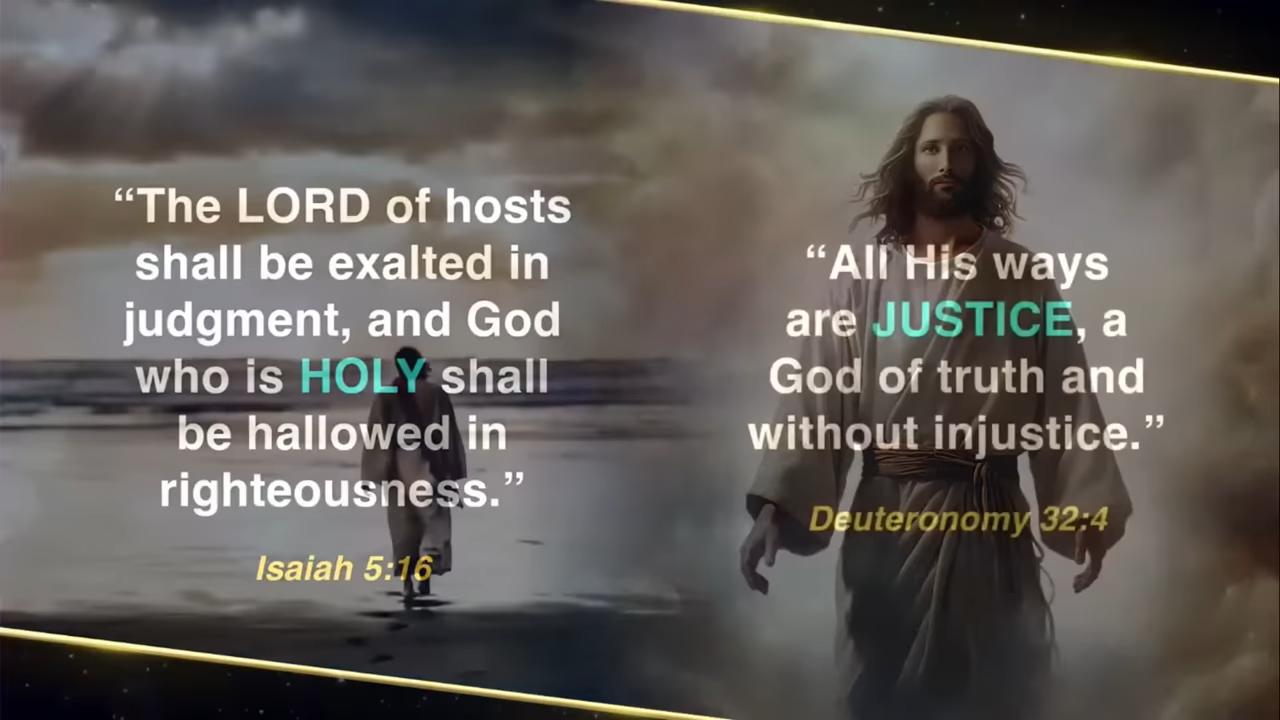 “The LORD of hosts
shall be exalted in
judgment, and God
who is HOLY shall
be hallowed in
righteousness.”
Isaiah 5:16
“All His ways
are JUSTICE, a
God of truth and
without injustice.”
Deuteronomy 32:4